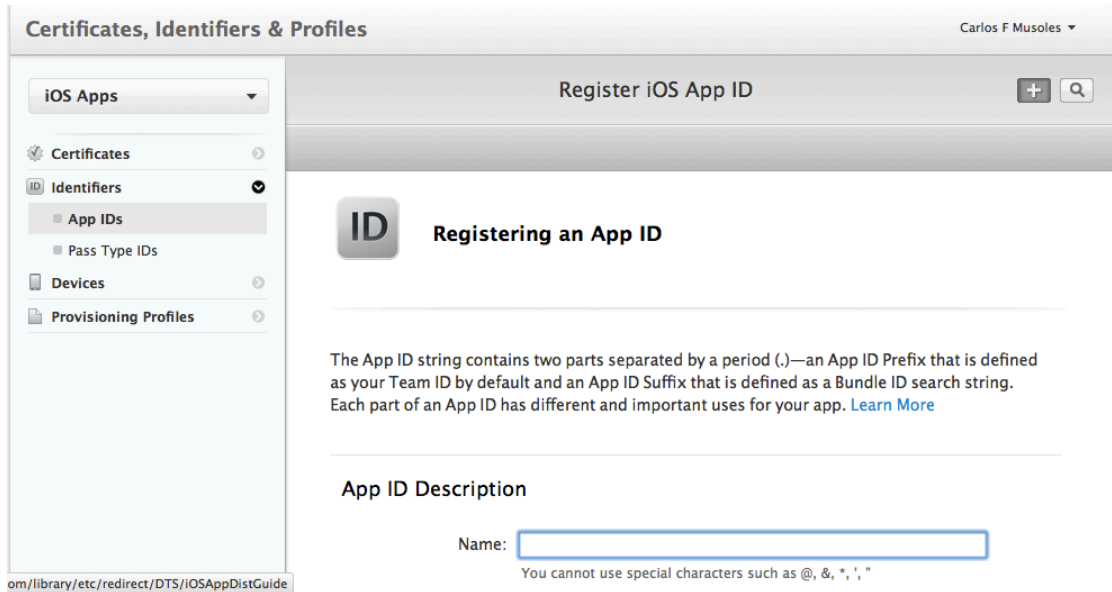 Certificates, Identifiers & Profiles
Carlos F Musoles
iOS Apps
Register iOS App ID
Certificates
ID Identifiers
App IDs
Pass Type IDs
Devices
Provisioning Profiles
ID Registering an App ID
The App ID string contains two parts separated by a period (.)—an App ID Prefix that is defined
as your Team ID by default and an App ID Suffix that is defined as a Bundle ID search string.
Each part of an App ID has different and important uses for your app. Learn More
App ID Description
Name:
You cannot use special characters such as @, &, *, ', "
om/library/etc/redirect/DTS/iOSAppDistGuide